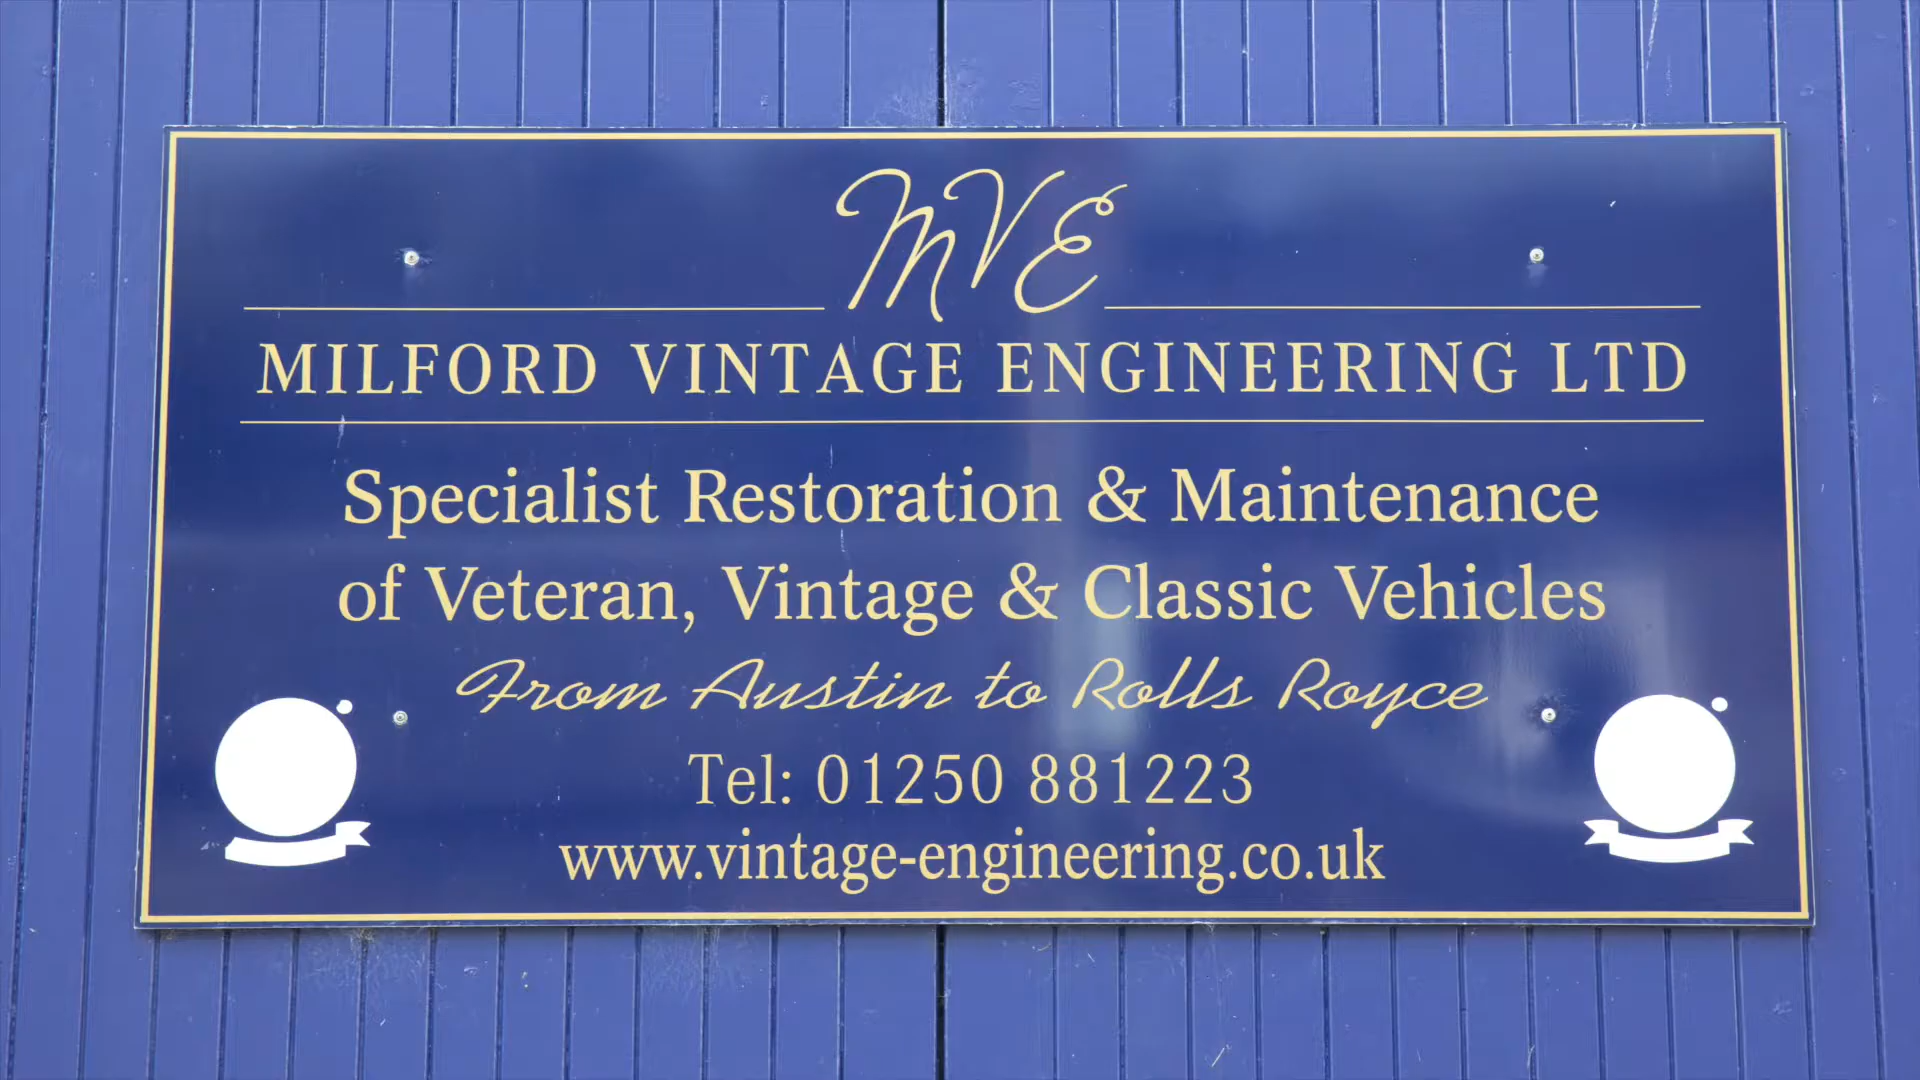 MVE
MILFORD VINTAGE ENGINEERING LTD
Specialist Restoration & Maintenance
of Veteran, Vintage & Classic Vehicles
From Austin to Rolls Royce
Tel: 01250 881223
www.vintage-engineering.co.uk